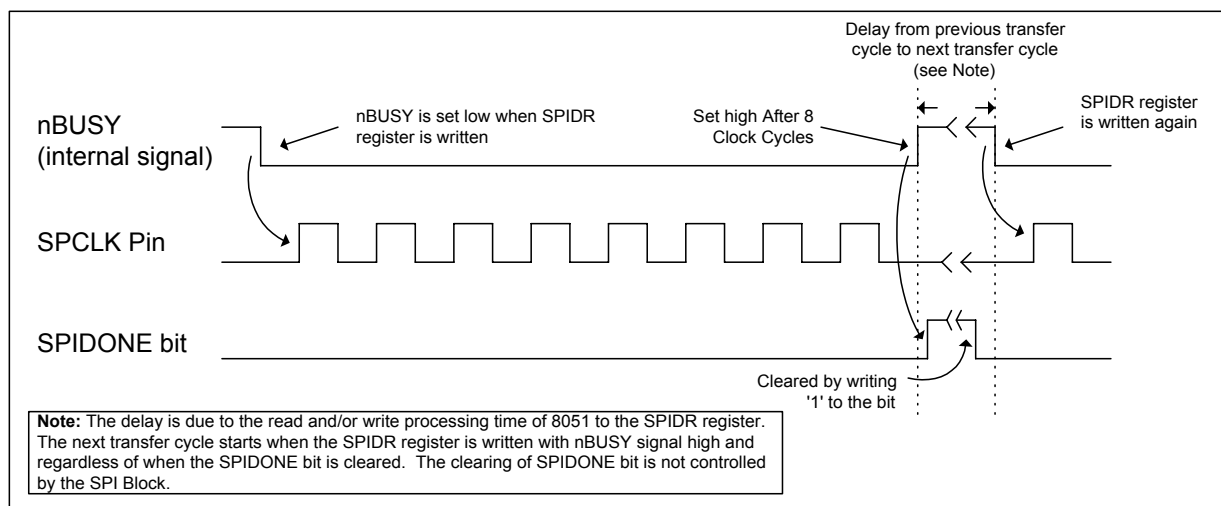 Delay from previous transfer
cycle to next transfer cycle
(see Note)
nBUSY
(internal signal)
nBUSY is set low when SPIDR
register is written
Set high After 8
Clock Cycles
SPIDR register
is written again
SPCLK Pin
SPIDONE bit
Cleared by writing
'1' to the bit
Note: The delay is due to the read and/or write processing time of 8051 to the SPIDR register.
The next transfer cycle starts when the SPIDR register is written with nBUSY signal high and
regardless of when the SPIDONE bit is cleared. The clearing of SPIDONE bit is not controlled
by the SPI Block.